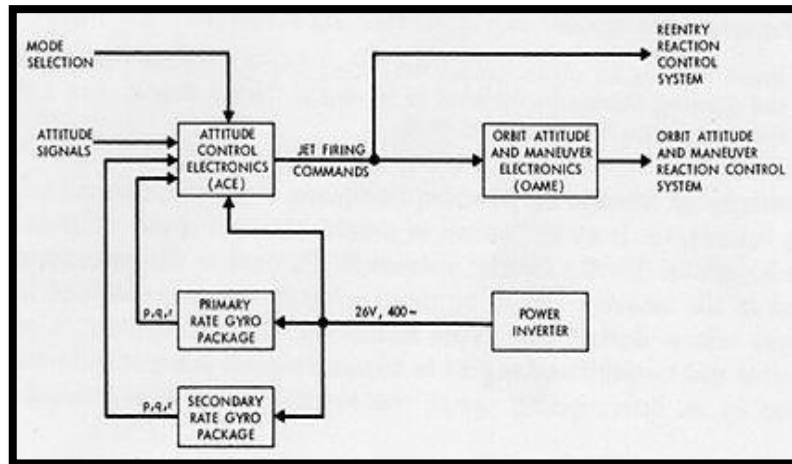 MODE
SELECTION
ATTITUDE
SIGNALS
ATTITUDE
CONTROL
ELECTRONICS
(ACE)
JET FIRING
COMMANDS
ORBIT ATTITUDE
AND MANEUVER
ELECTRONICS
(OAME)
REENTRY
REACTION
CONTROL
SYSTEM
ORBIT ATTITUDE
AND MANEUVER
REACTION CONTROL
SYSTEM
p,q,r
PRIMARY
RATE GYRO
PACKAGE
26V, 400~
POWER
INVERTER
p,q,r
SECONDARY
RATE GYRO
PACKAGE